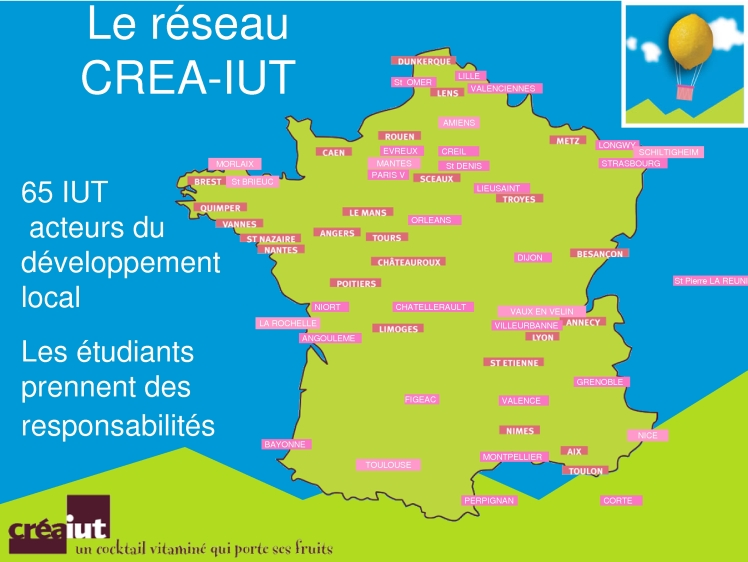 Le réseau
CREA-IUT
65 IUT
acteurs du
développement
local
Les étudiants
prennent des
responsabilités
DUNKERQUE
LILLE
St OMER
VALENCIENNES
LENS
AMIENS
ROUEN
METZ
LONGWY
CAEN
EVREUX
CREIL
SCHILTIGHEIM
MORLAIX
MANTES
St DENIS
STRASBOURG
PARIS V
SCEAUX
BREST
St BRIEUC
LIEUSAINT
TROYES
QUIMPER
LE MANS
VANNES
ORLEANS
ST NAZAIRE
ANGERS
TOURS
NANTES
CHÂTEAUROUX
DIJON
BESANÇON
POITIERS
St Pierre LA REUNI
NIORT
CHATELLERAULT
VAUX EN VELIN
LA ROCHELLE
LIMOGES
VILLEURBANNE
ANNECY
ANGOULEME
LYON
ST ETIENNE
GRENOBLE
FIGEAC
VALENCE
NIMES
NICE
BAYONNE
AIX
MONTPELLIER
TOULOUSE
TOULON
PERPIGNAN
CORTE
créaiut
un cocktail vitaminé qui porte ses fruits